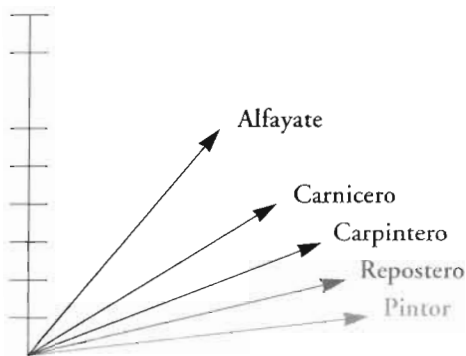 Alfayate
Carnicero
Carpintero
Repostero
Pintor